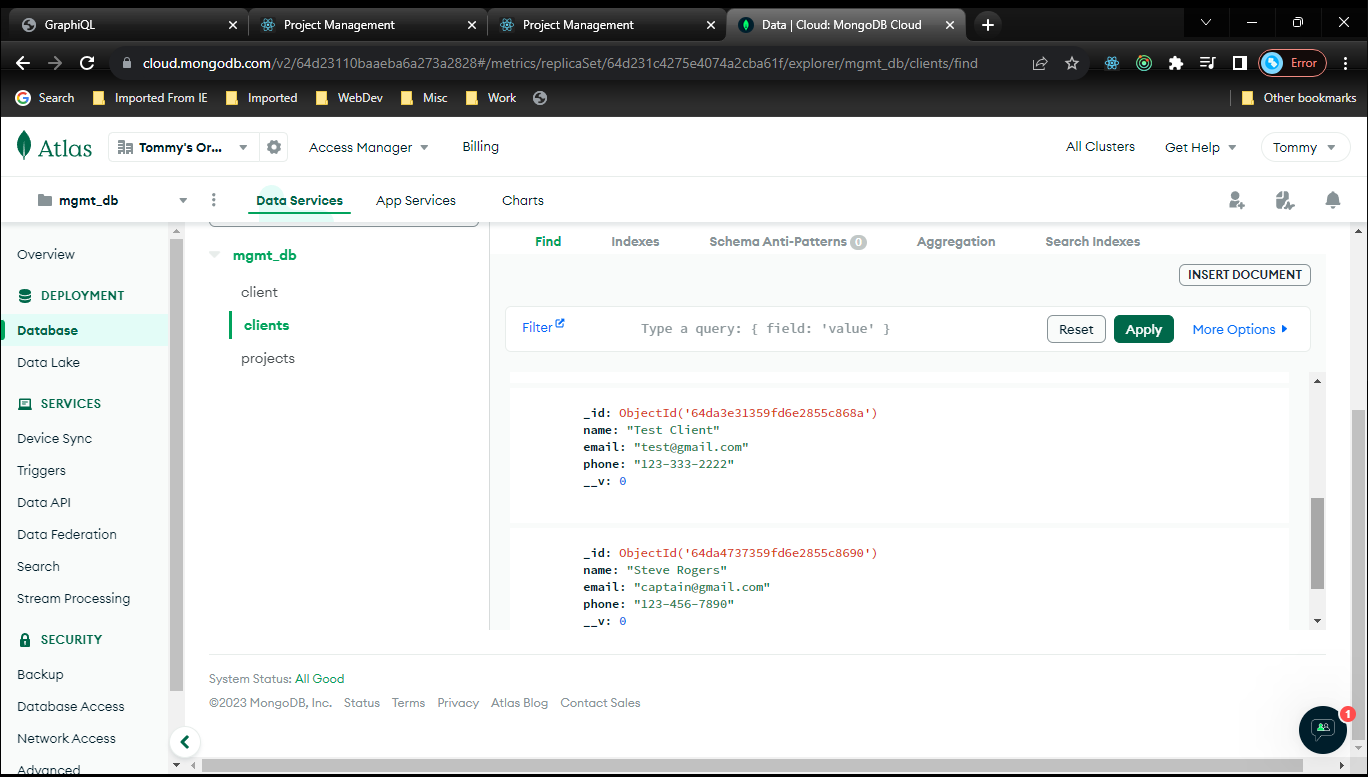 GraphiQL
Project Management
Project Management
Data | Cloud: MongoDB Cloud
cloud.mongodb.com/v2/64d23110baaeba6a273a2828#/metrics/replicaSet/64d231c4275e4074a2cba61f/explorer/mgmt_db/clients/find
Error
Search
Imported From IE
Imported
WebDev
Misc
Work
Other bookmarks
Atlas
Tommy's Or...
Access Manager
Billing
All Clusters
Get Help
Tommy
mgmt_db
Data Services
App Services
Charts
Overview
DEPLOYMENT
Database
Data Lake
SERVICES
Device Sync
Triggers
Data API
Data Federation
Search
Stream Processing
SECURITY
Backup
Database Access
Network Access
Advanced
mgmt_db
client
clients
projects
Find
Indexes
Schema Anti-Patterns 0
Aggregation
Search Indexes
INSERT DOCUMENT
Filter
Type a query: { field: 'value' }
Reset
Apply
More Options
_id: ObjectId('64da3e31359fd6e2855c868a')
name: "Test Client"
email: "test@gmail.com"
phone: "123-333-2222"
__v: 0
_id: ObjectId('64da4737359fd6e2855c8690')
name: "Steve Rogers"
email: "captain@gmail.com"
phone: "123-456-7890"
__v: 0
System Status: All Good
©2023 MongoDB, Inc.
Status
Terms
Privacy
Atlas Blog
Contact Sales
1